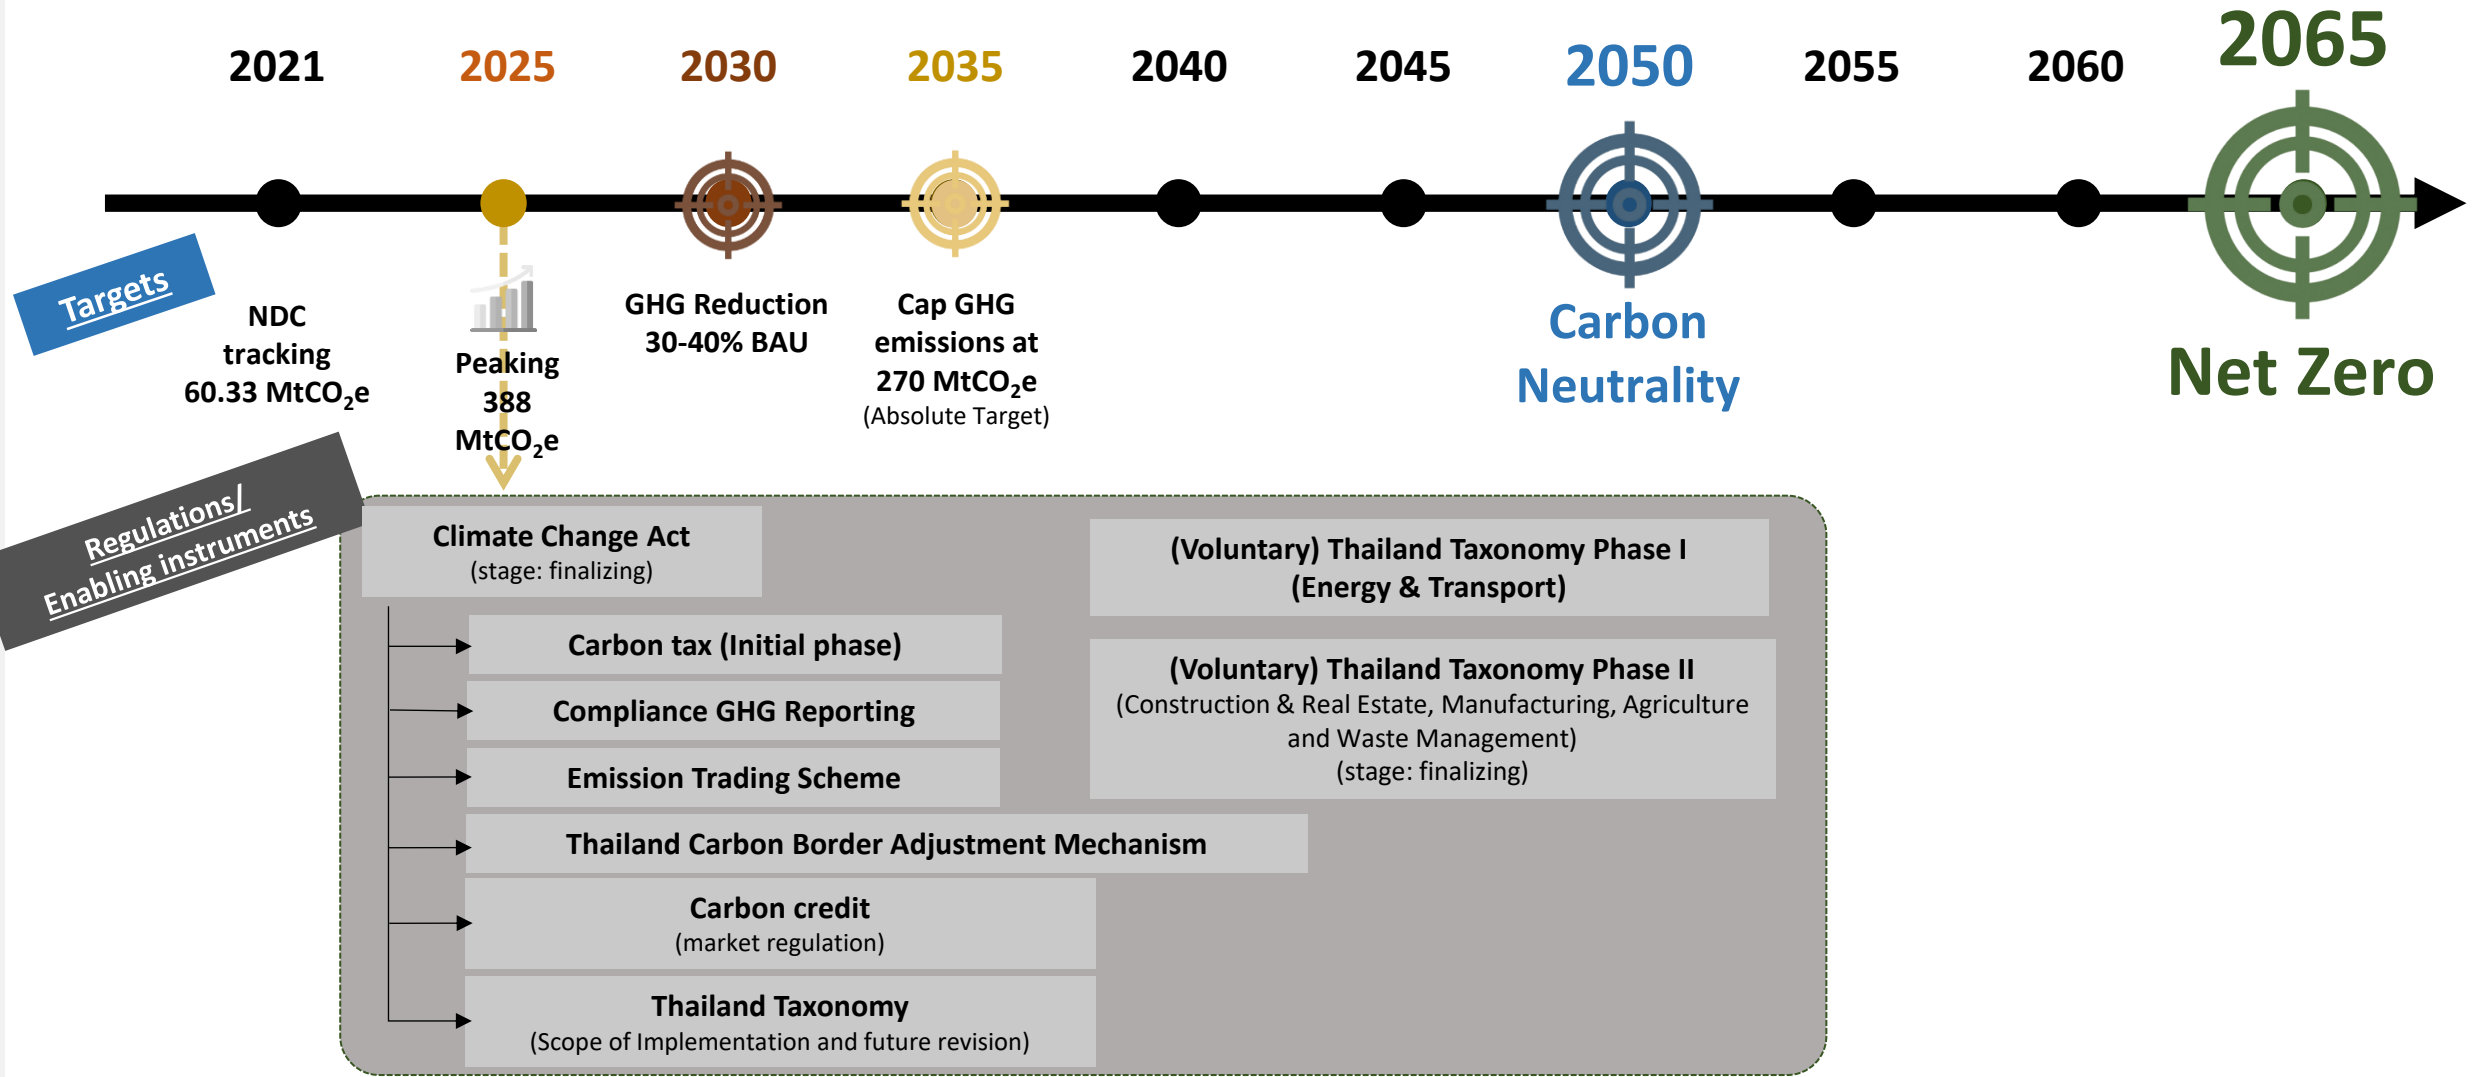 2021 2025 2030 2035 2040 2045 2050 2055 2060 2065
Targets
NDC
tracking
60.33 MtCO₂e
Peaking
388
MtCO₂e
GHG Reduction
30-40% BAU
Cap GHG
emissions at
270 MtCO₂e
(Absolute Target)
Carbon
Neutrality
Net Zero
Regulations/
Enabling instruments
Climate Change Act
(stage: finalizing)
Carbon tax (Initial phase)
Compliance GHG Reporting
Emission Trading Scheme
Thailand Carbon Border Adjustment Mechanism
Carbon credit
(market regulation)
Thailand Taxonomy
(Scope of Implementation and future revision)
(Voluntary) Thailand Taxonomy Phase I
(Energy & Transport)
(Voluntary) Thailand Taxonomy Phase II
(Construction & Real Estate, Manufacturing, Agriculture
and Waste Management)
(stage: finalizing)